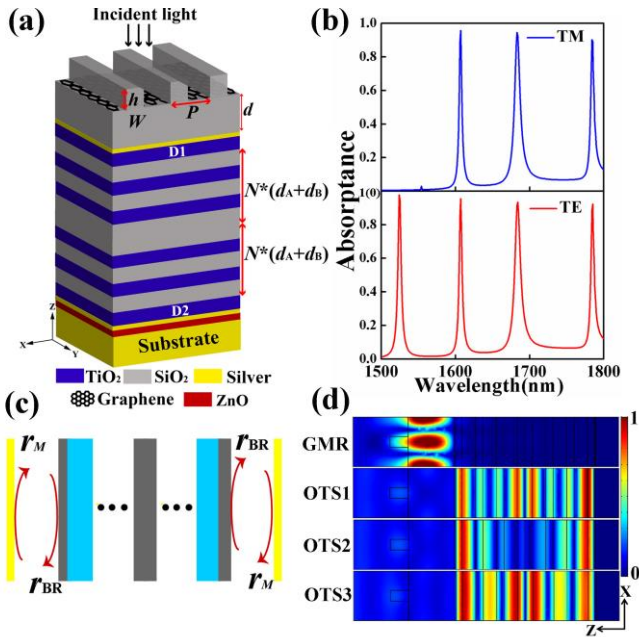 (a)
Incident light
h
W
P
d
D1
N*(dA+dB)
N*(dA+dB)
D2
Z
X
Y
Substrate
TiO₂ SiO₂ Silver
Graphene ZnO
(b)
Absorptance
1.0
0.8
0.6
0.4
0.2
TM
1.0
0.8
0.6
0.4
0.2
0.0
TE
1500 1600 1700 1800
Wavelength(nm)
(c)
rM
rBR
rBR
rM
(d)
GMR
OTS1
OTS2
OTS3
1
0
X
Z